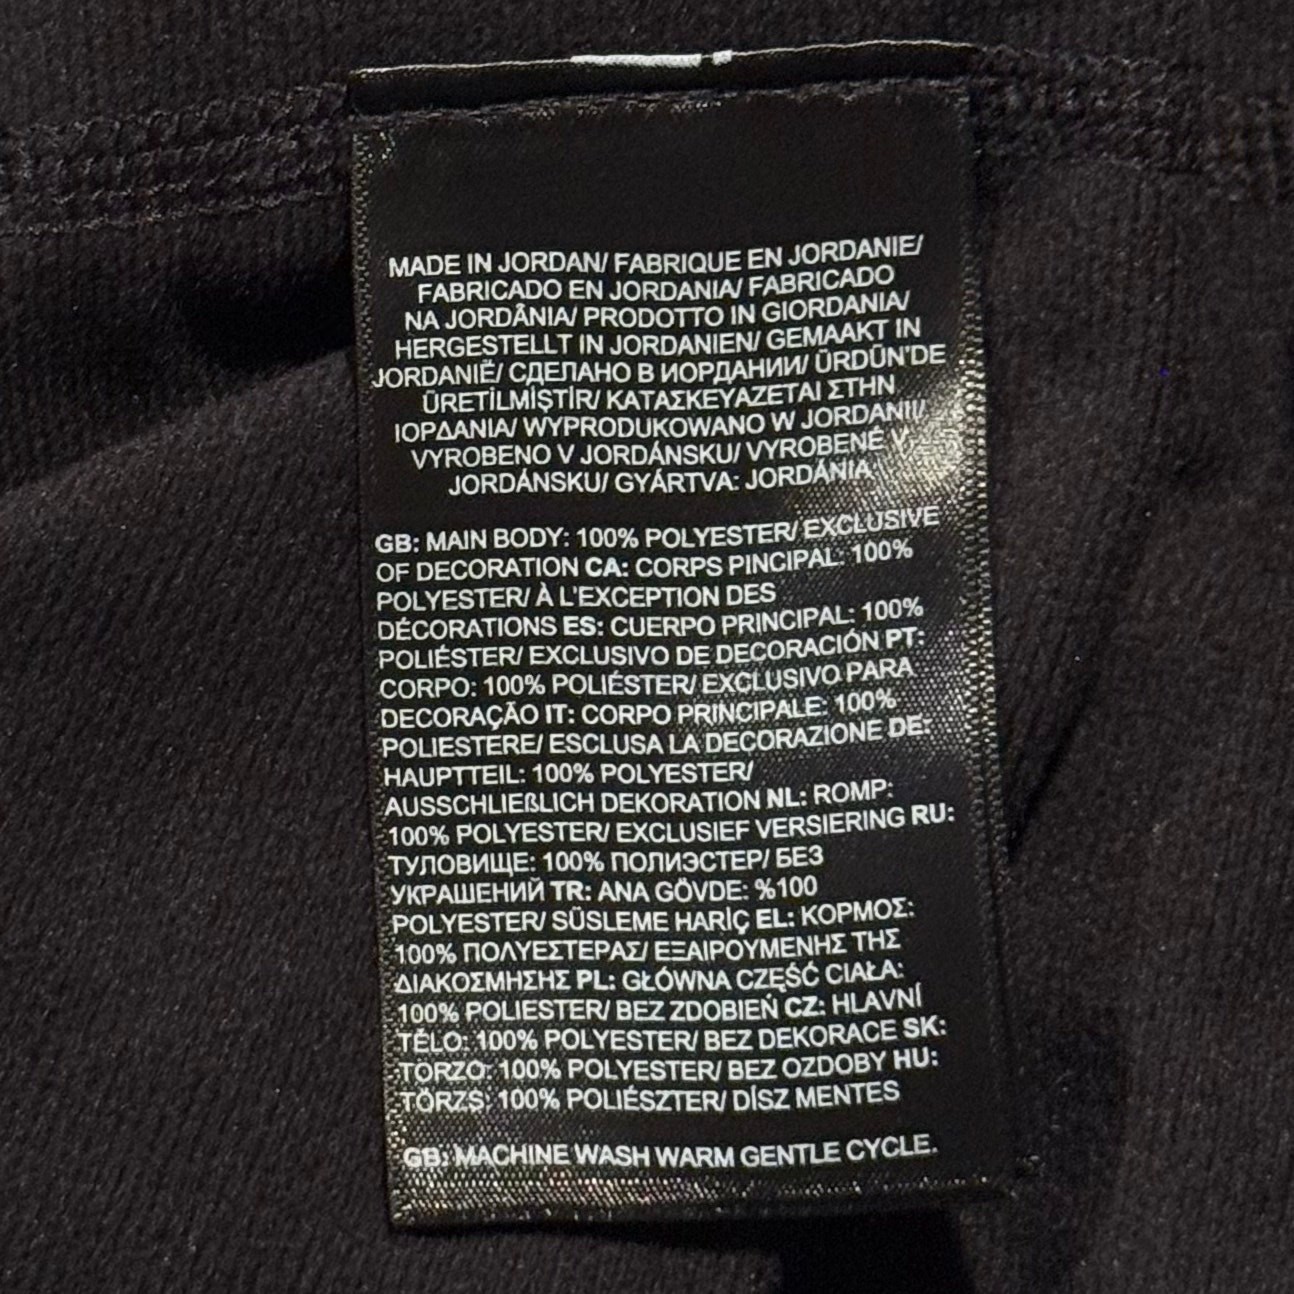 MADE IN JORDAN/ FABRIQUE EN JORDANIE/
FABRICADO EN JORDANIA/ FABRICADO
NA JORDÂNIA/ PRODOTTO IN GIORDANIA/
HERGESTELLT IN JORDANIEN/ GEMAAKT IN
JORDANIË/ СДЕЛАНО В ИОРДАНИИ/ ÜRDÜN'DE
ÜRETİLMİŞTİR/ ΚΑΤΑΣΚΕΥΑΖΕΤΑΙ ΣΤΗΝ
ΙΟΡΔΑΝΙΑ/ WYPRODUKOWANO W JORDANII/
VYROBENO V JORDÁNSKU/ VYROBENÉ V
JORDÁNSKU/ GYÁRTVA: JORDÁNIA
GB: MAIN BODY: 100% POLYESTER/ EXCLUSIVE
OF DECORATION CA: CORPS PINCIPAL: 100%
POLYESTER/ À L'EXCEPTION DES
DÉCORATIONS ES: CUERPO PRINCIPAL: 100%
POLIÉSTER/ EXCLUSIVO DE DECORACIÓN PT:
CORPO: 100% POLIÉSTER/ EXCLUSIVO PARA
DECORAÇÃO IT: CORPO PRINCIPALE: 100%
POLIESTERE/ ESCLUSA LA DECORAZIONE DE:
HAUPTTEIL: 100% POLYESTER/
AUSSCHLIEßLICH DEKORATION NL: ROMP:
100% POLYESTER/ EXCLUSIEF VERSIERING RU:
ТУЛОВИЩЕ: 100% ПОЛИЭСТЕР/ БЕЗ
УКРАШЕНИЙ TR: ANA GÖVDE: %100
POLYESTER/ SÜSLEME HARİÇ EL: ΚΟΡΜΟΣ:
100% ΠΟΛΥΕΣΤΕΡΑΣ/ ΕΞΑΙΡΟΥΜΕΝΗΣ ΤΗΣ
ΔΙΑΚΟΣΜΗΣΗΣ PL: GŁÓWNA CZĘŚĆ CIAŁA:
100% POLIESTER/ BEZ ZDOBIEŃ CZ: HLAVNÍ
TĚLO: 100% POLYESTER/ BEZ DEKORACE SK:
TORZO: 100% POLYESTER/ BEZ OZDOBY HU:
TÖRZS: 100% POLIÉSZTER/ DÍSZ MENTES
GB: MACHINE WASH WARM GENTLE CYCLE.